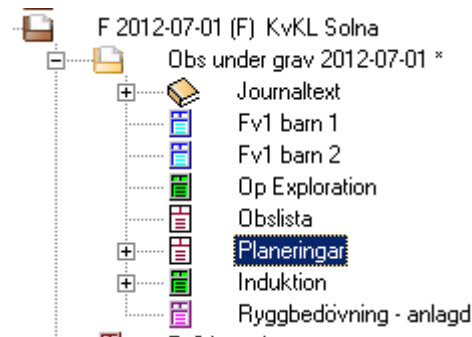 F 2012-07-01 (F) KvKL Solna
Obs under grav 2012-07-01 *
Journaltext
Fv1 barn 1
Fv1 barn 2
Op Exploration
Obslista
Planeringar
Induktion
Ryggbedövning - anlagd